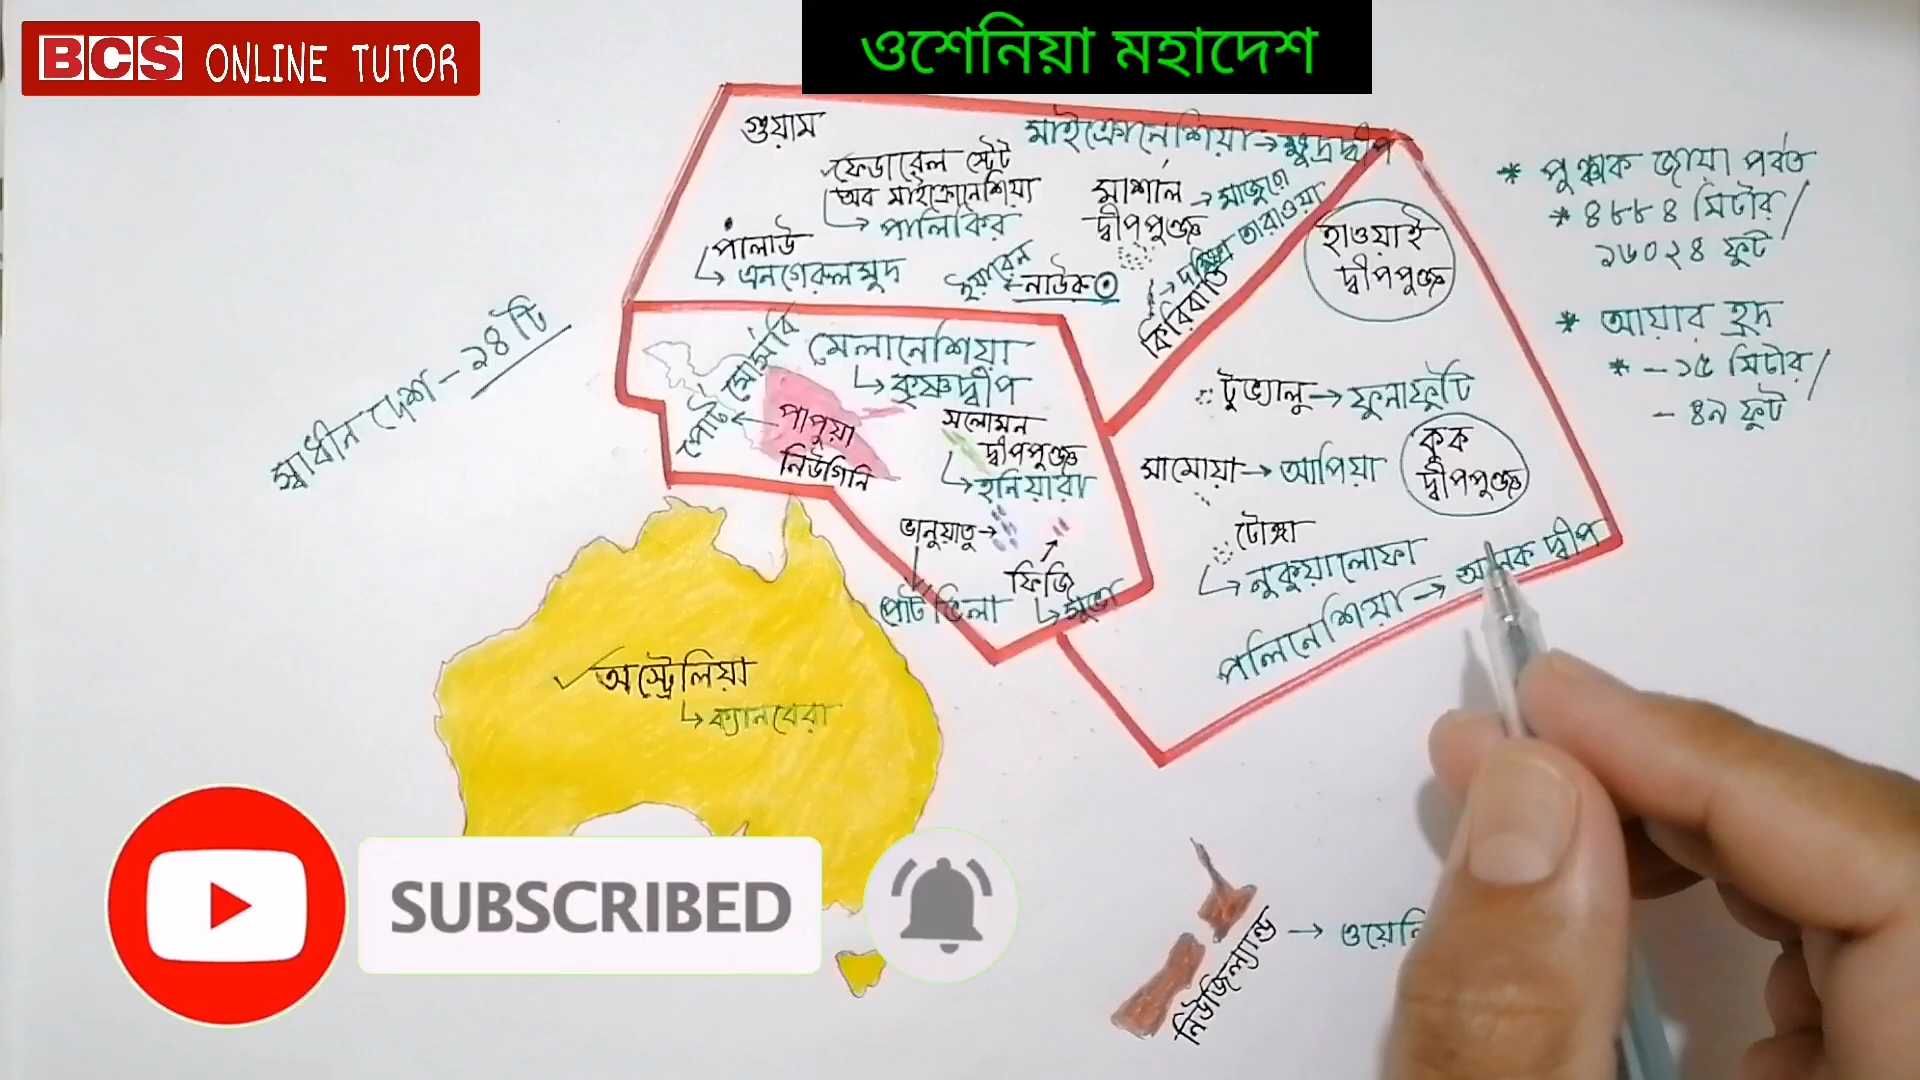 BCS ONLINE TUTOR
ওশেনিয়া মহাদেশ
গুয়াম
মাইক্রোনেশিয়া → ক্ষুদ্রদ্বীপ
ফেডারেল স্টেট
অব মাইক্রোনেশিয়া
→ পালিকির
মার্শাল
দ্বীপপুঞ্জ
→ মাজুরো
পালাউ
→ এনগেরুলমুদ
নাউরু
ইয়ারেন
কিরিবাতি
→ দক্ষিণ তারাওয়া
হাওয়াই
দ্বীপপুঞ্জ
* পুঞ্চাক জায়া পর্বত
* ৪৮৮৪ মিটার/
১৬০২৪ ফুট
* আয়ার হ্রদ
* – ১৫ মিটার/
– ৪৯ ফুট
স্বাধীন দেশ – ১৪টি
মেলানেশিয়া
→ কৃষ্ণদ্বীপ
পোর্ট মোর্সবি
পাপুয়া
নিউগিনি
সলোমন
দ্বীপপুঞ্জ
→ হনিয়ারা
ভানুয়াতু →
পোর্ট ভিলা
ফিজি
→ সুভা
টুভ্যালু → ফুনাফুটি
কুক
দ্বীপপুঞ্জ
সামোয়া → আপিয়া
টোঙ্গা
→ নুকুয়ালোফা
পলিনেশিয়া → অনেক দ্বীপ
অস্ট্রেলিয়া
→ ক্যানবেরা
SUBSCRIBED
নিউজিল্যান্ড →